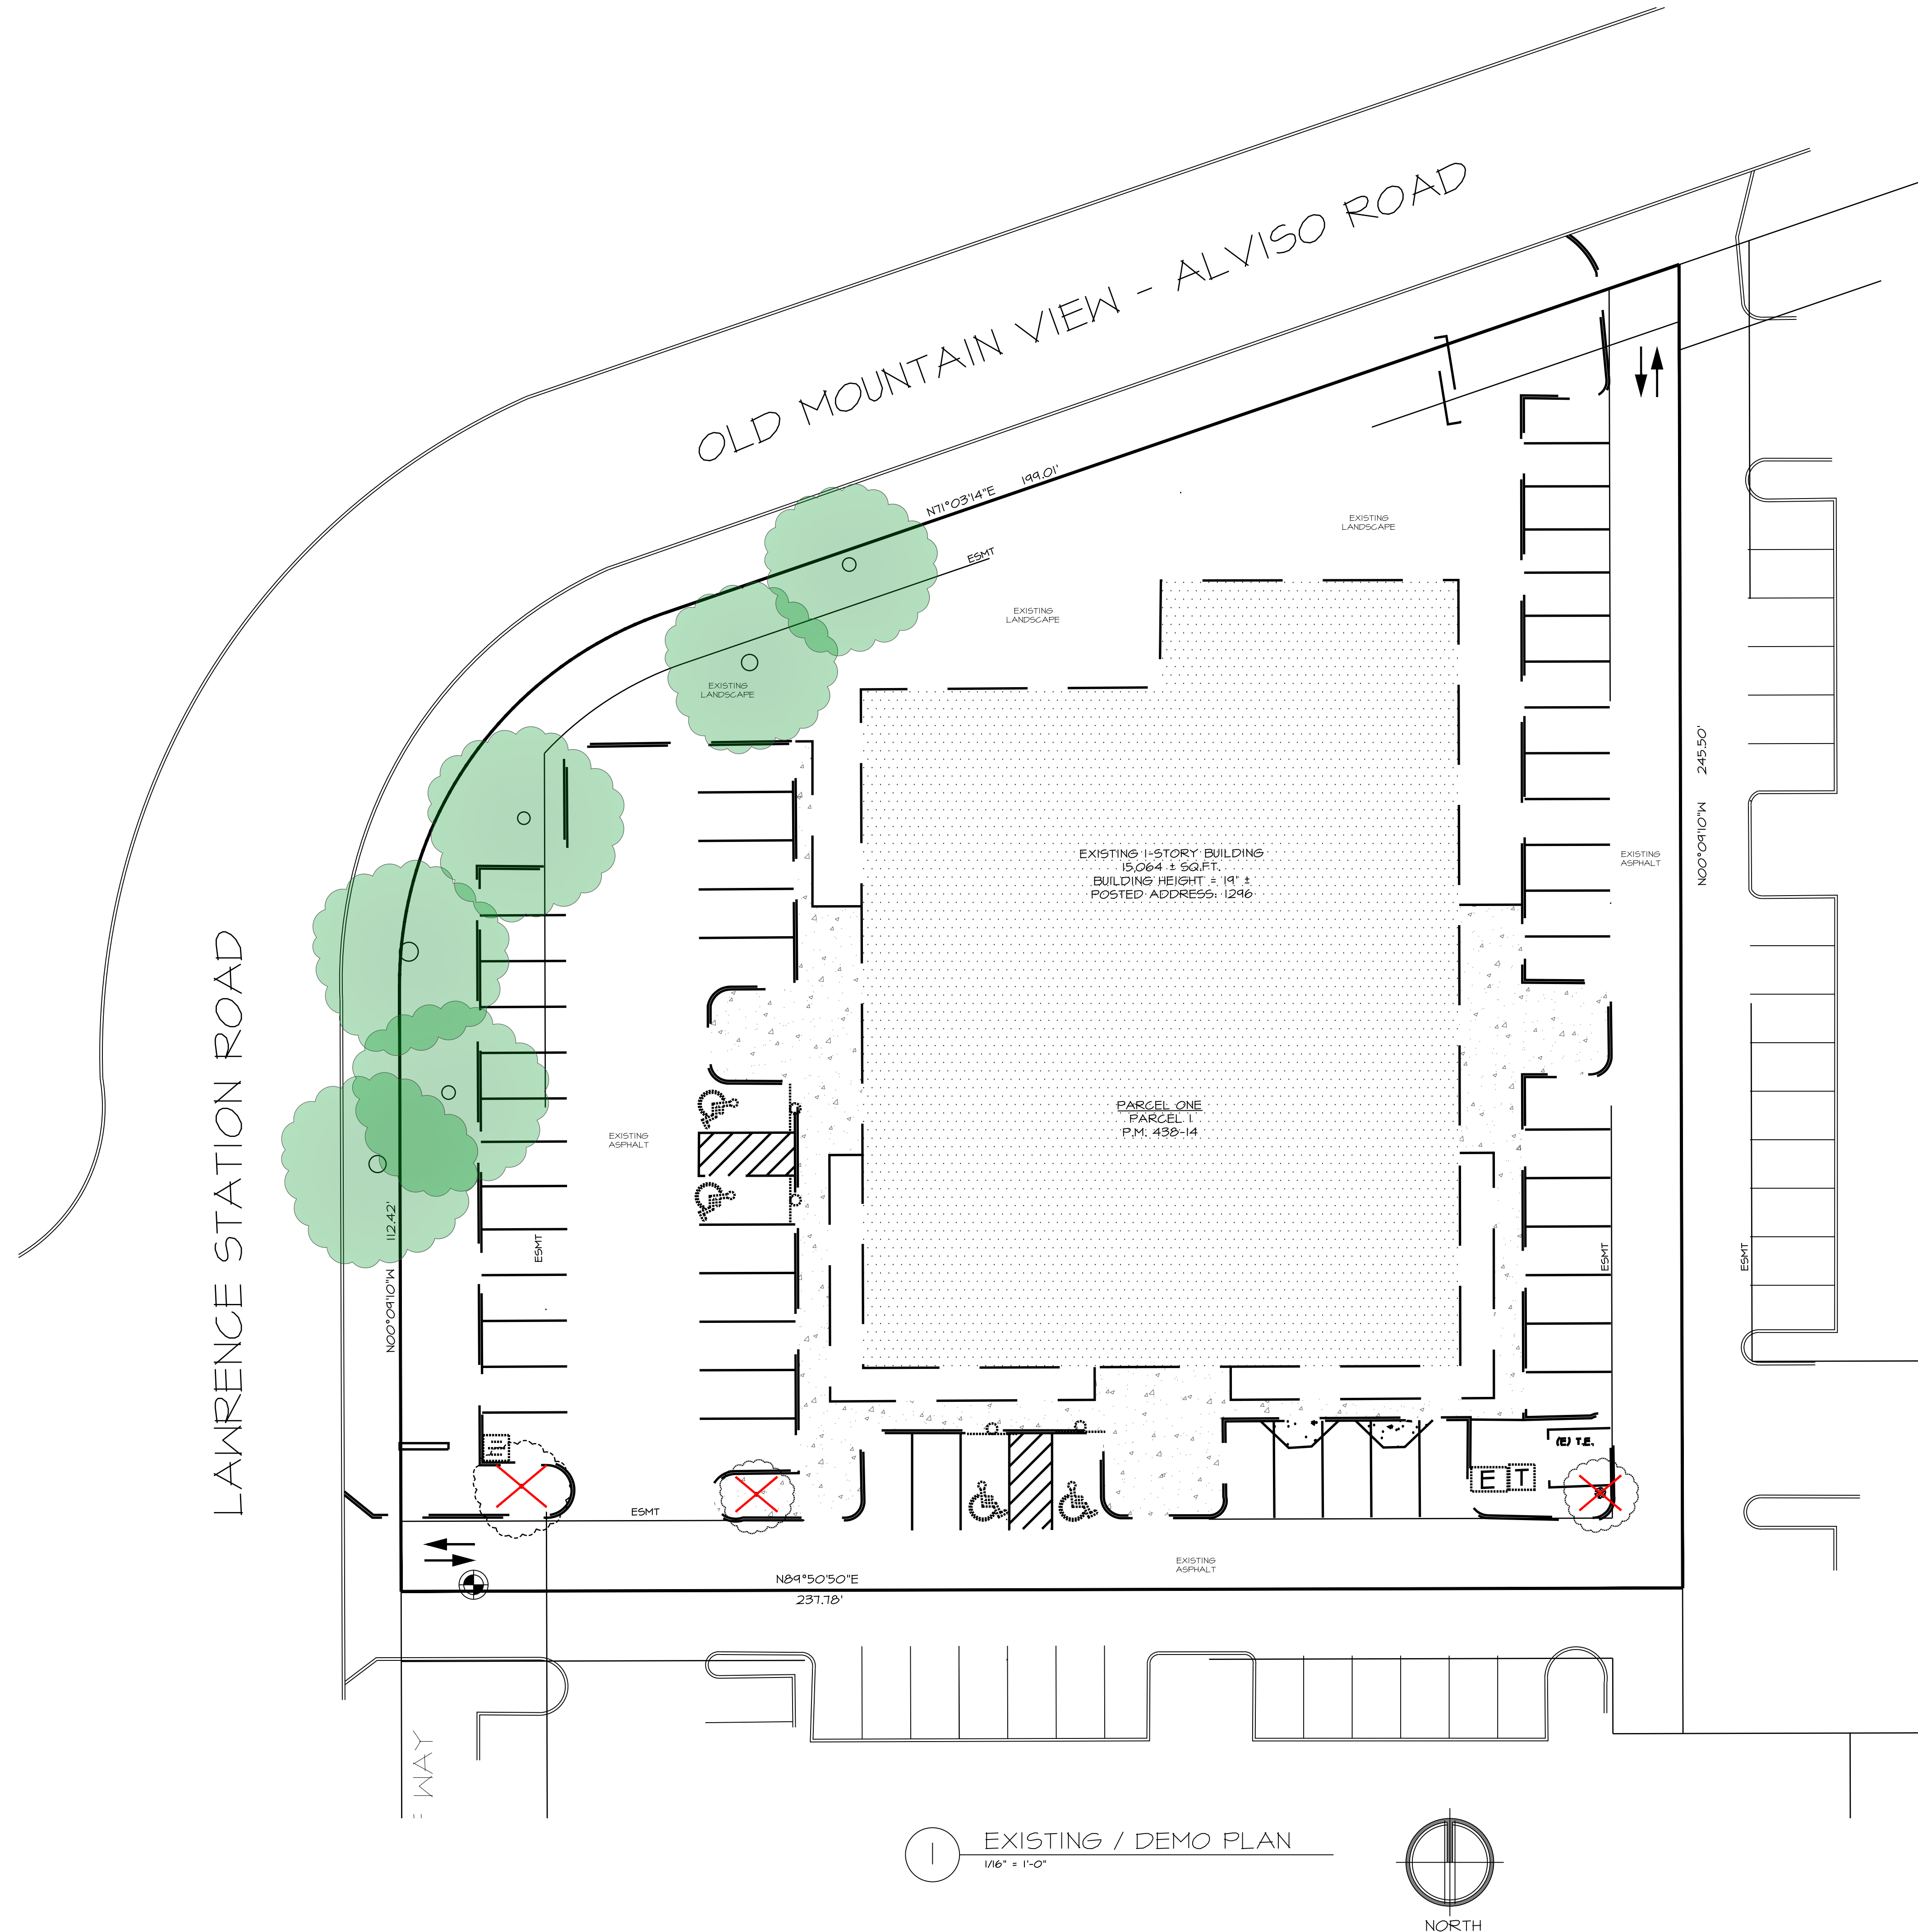 OLD MOUNTAIN VIEW - ALVISO ROAD
N71°03'14"E 199.01'
ESMT
EXISTING
LANDSCAPE
EXISTING
LANDSCAPE
EXISTING
LANDSCAPE
N00°09'10"W 245.50'
EXISTING
ASPHALT
EXISTING 1-STORY BUILDING
15,064 ± SQ.FT.
BUILDING HEIGHT = 19' ±
POSTED ADDRESS: 1296
PARCEL ONE
PARCEL 1
P.M. 438-14
LAWRENCE STATION ROAD
N00°09'10"W 112.42'
EXISTING
ASPHALT
ESMT
ESMT
ESMT
(E) T.E.
E T
E
ESMT
EXISTING
ASPHALT
N89°50'50"E
237.78'
WAY
1
EXISTING / DEMO PLAN
1/16" = 1'-0"
NORTH